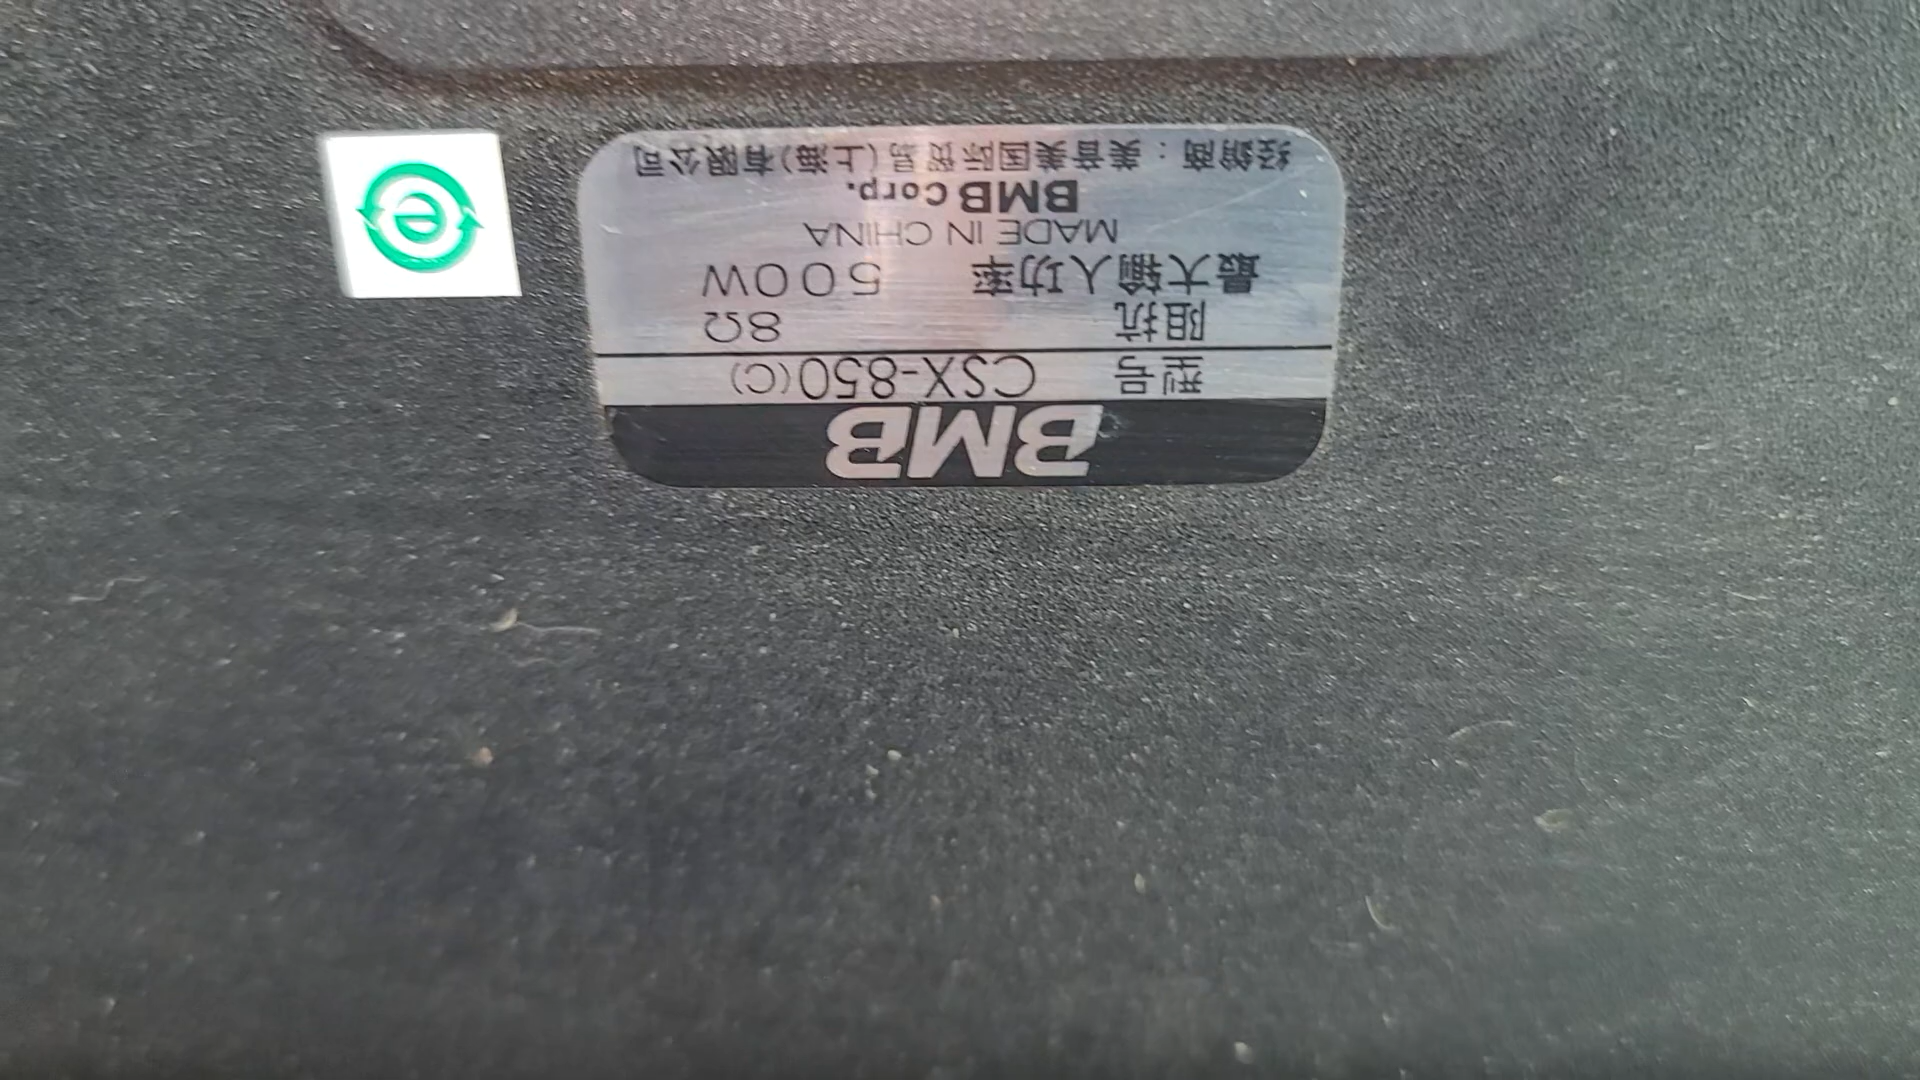 BMB
型号 CSX-850(C)
阻抗 8Ω
最大输入功率 500W
MADE IN CHINA
BMB Corp.
经销商：美音美国际贸易(上海)有限公司
e